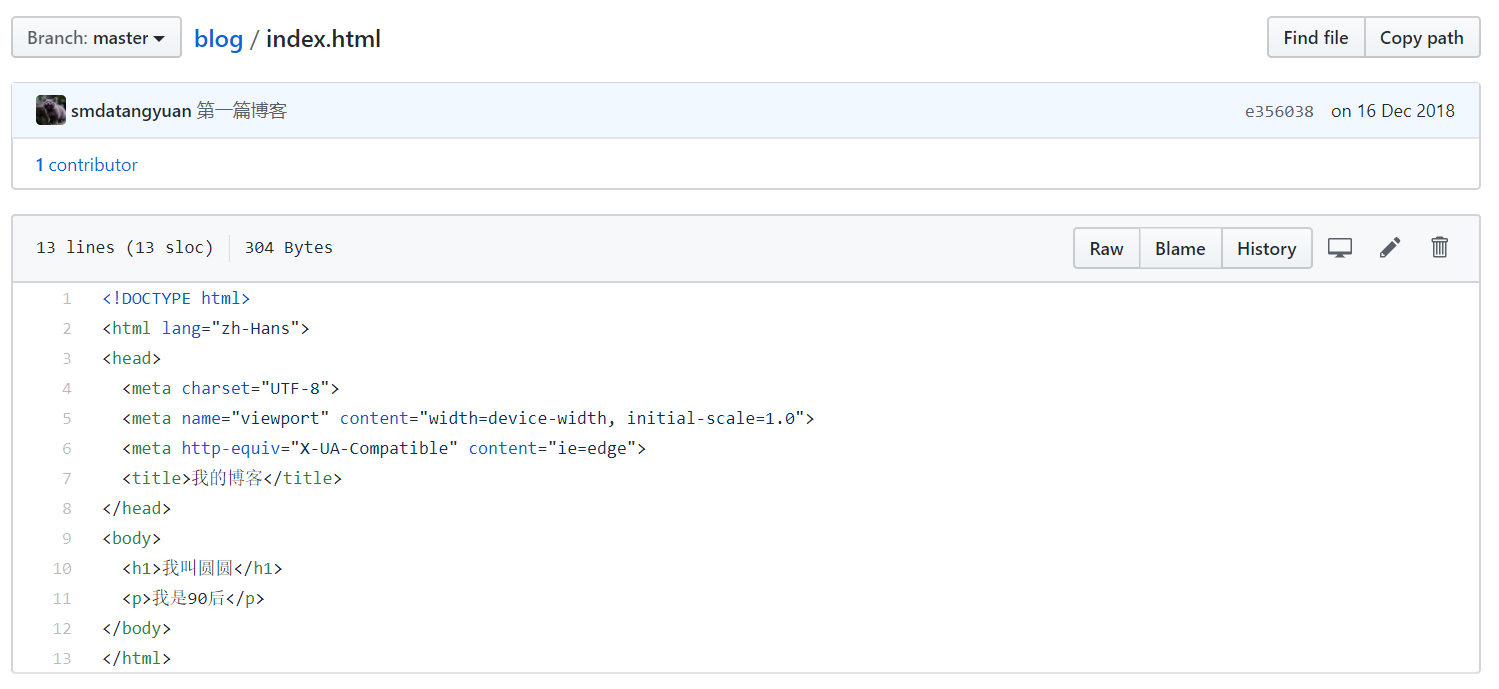 Branch: master
blog / index.html
Find file
Copy path
smdatangyuan 第一篇博客
e356038 on 16 Dec 2018
1 contributor
13 lines (13 sloc) 304 Bytes
Raw
Blame
History
1 <!DOCTYPE html>
2 <html lang="zh-Hans">
3 <head>
4 <meta charset="UTF-8">
5 <meta name="viewport" content="width=device-width, initial-scale=1.0">
6 <meta http-equiv="X-UA-Compatible" content="ie=edge">
7 <title>我的博客</title>
8 </head>
9 <body>
10 <h1>我叫圆圆</h1>
11 <p>我是90后</p>
12 </body>
13 </html>